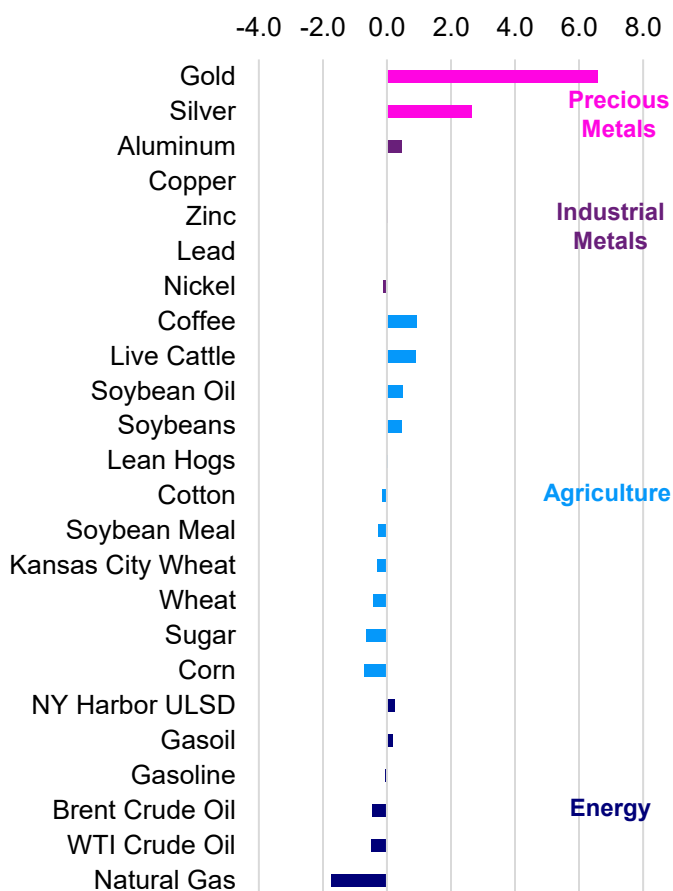 -4.0 -2.0 0.0 2.0 4.0 6.0 8.0
Gold
Silver
Aluminum
Copper
Zinc
Lead
Nickel
Coffee
Live Cattle
Soybean Oil
Soybeans
Lean Hogs
Cotton
Soybean Meal
Kansas City Wheat
Wheat
Sugar
Corn
NY Harbor ULSD
Gasoil
Gasoline
Brent Crude Oil
WTI Crude Oil
Natural Gas
Precious
Metals
Industrial
Metals
Agriculture
Energy